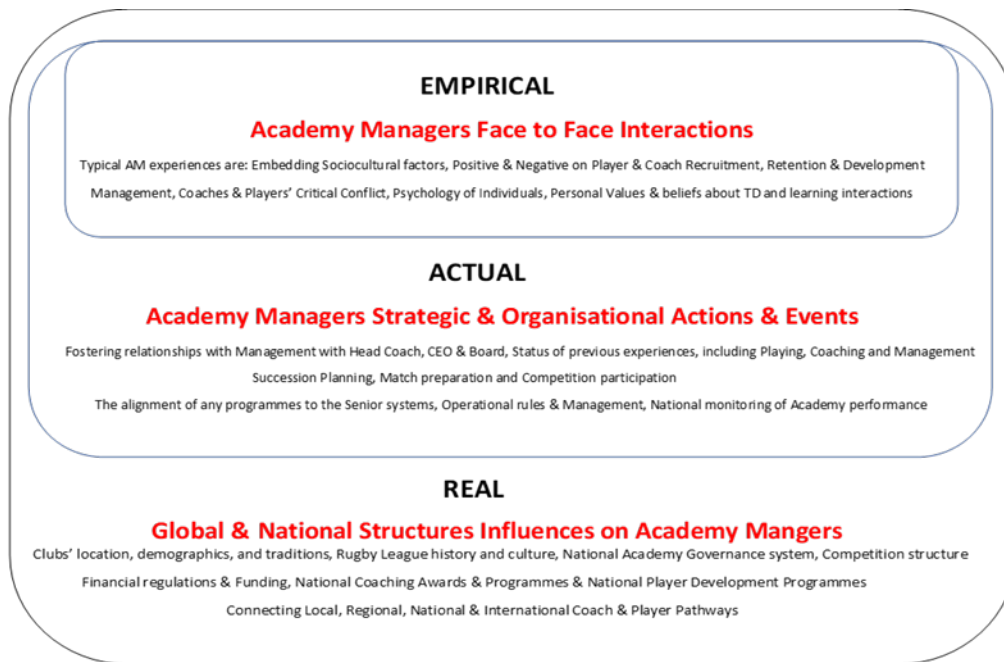 EMPIRICAL
Academy Managers Face to Face Interactions
Typical AM experiences are: Embedding Sociocultural factors, Positive & Negative on Player & Coach Recruitment, Retention & Development
Management, Coaches & Players' Critical Conflict, Psychology of Individuals, Personal Values & beliefs about TD and learning interactions
ACTUAL
Academy Managers Strategic & Organisational Actions & Events
Fostering relationships with Management with Head Coach, CEO & Board, Status of previous experiences, including Playing, Coaching and Management
Succession Planning, Match preparation and Competition participation
The alignment of any programmes to the Senior systems, Operational rules & Management, National monitoring of Academy performance
REAL
Global & National Structures Influences on Academy Mangers
Clubs' location, demographics, and traditions, Rugby League history and culture, National Academy Governance system, Competition structure
Financial regulations & Funding, National Coaching Awards & Programmes & National Player Development Programmes
Connecting Local, Regional, National & International Coach & Player Pathways